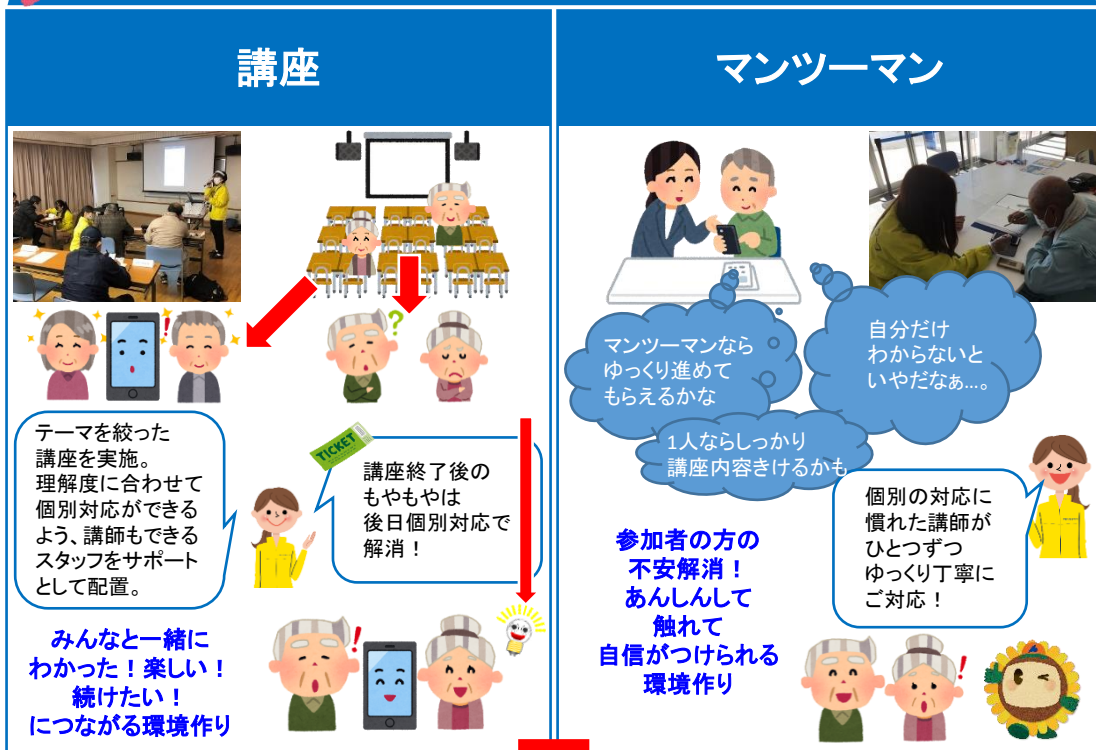 講座
マンツーマン
テーマを絞った
講座を実施。
理解度に合わせて
個別対応ができる
よう、講師もできる
スタッフをサポート
として配置。
TICKET
講座終了後の
もやもやは
後日個別対応で
解消！
みんなと一緒に
わかった！楽しい！
続けたい！
につながる環境作り
マンツーマンなら
ゆっくり進めて
もらえるかな
自分だけ
わからないと
いやだなぁ…。
1人ならしっかり
講座内容きけるかも
個別の対応に
慣れた講師が
ひとつずつ
ゆっくり丁寧に
ご対応！
参加者の方の
不安解消！
あんしんして
触れて
自信がつけられる
環境作り